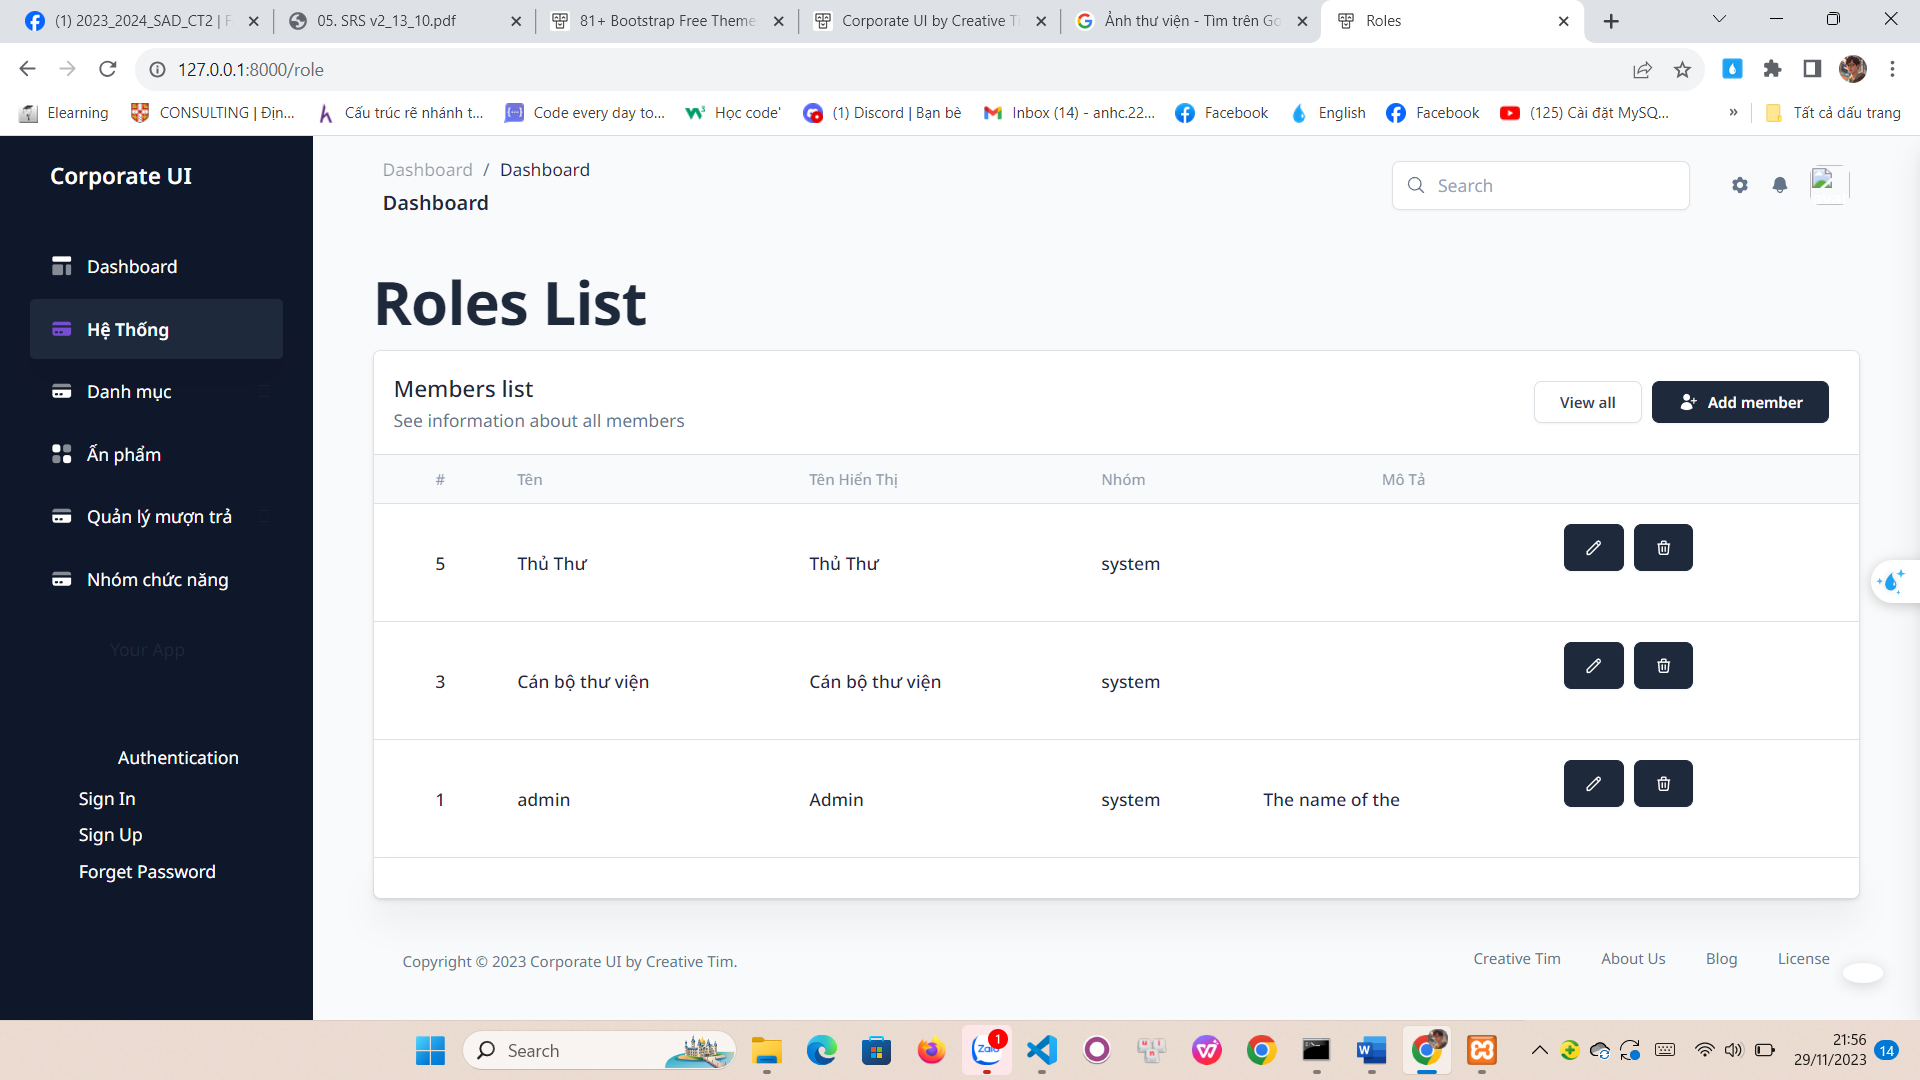 (1) 2023_2024_SAD_CT2 | F
05. SRS v2_13_10.pdf
81+ Bootstrap Free Theme
Corporate UI by Creative Ti
Ảnh thư viện - Tìm trên Go
Roles
127.0.0.1:8000/role
Elearning
CONSULTING | Địn...
Cấu trúc rẽ nhánh t...
Code every day to...
Học code'
(1) Discord | Bạn bè
Inbox (14) - anhc.22...
Facebook
English
Facebook
(125) Cài đặt MySQ...
»
Tất cả dấu trang
Corporate UI
Dashboard
Hệ Thống
Danh mục
Ấn phẩm
Quản lý mượn trả
Nhóm chức năng
Your App
Authentication
Sign In
Sign Up
Forget Password
Dashboard / Dashboard
Dashboard
Search
Roles List
Members list
See information about all members
View all
Add member
# Tên Tên Hiển Thị Nhóm Mô Tả
5 Thủ Thư Thủ Thư system
3 Cán bộ thư viện Cán bộ thư viện system
1 admin Admin system The name of the
Copyright © 2023 Corporate UI by Creative Tim.
Creative Tim About Us Blog License
Search
Zalo
1
21:56
29/11/2023
14